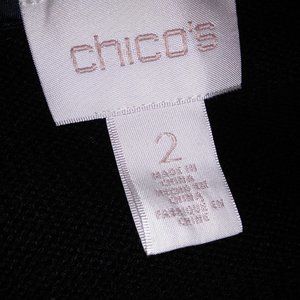 chico's
2
MADE IN
CHINA
HECHO EN
CHINA
FABRIQUE EN
CHINE